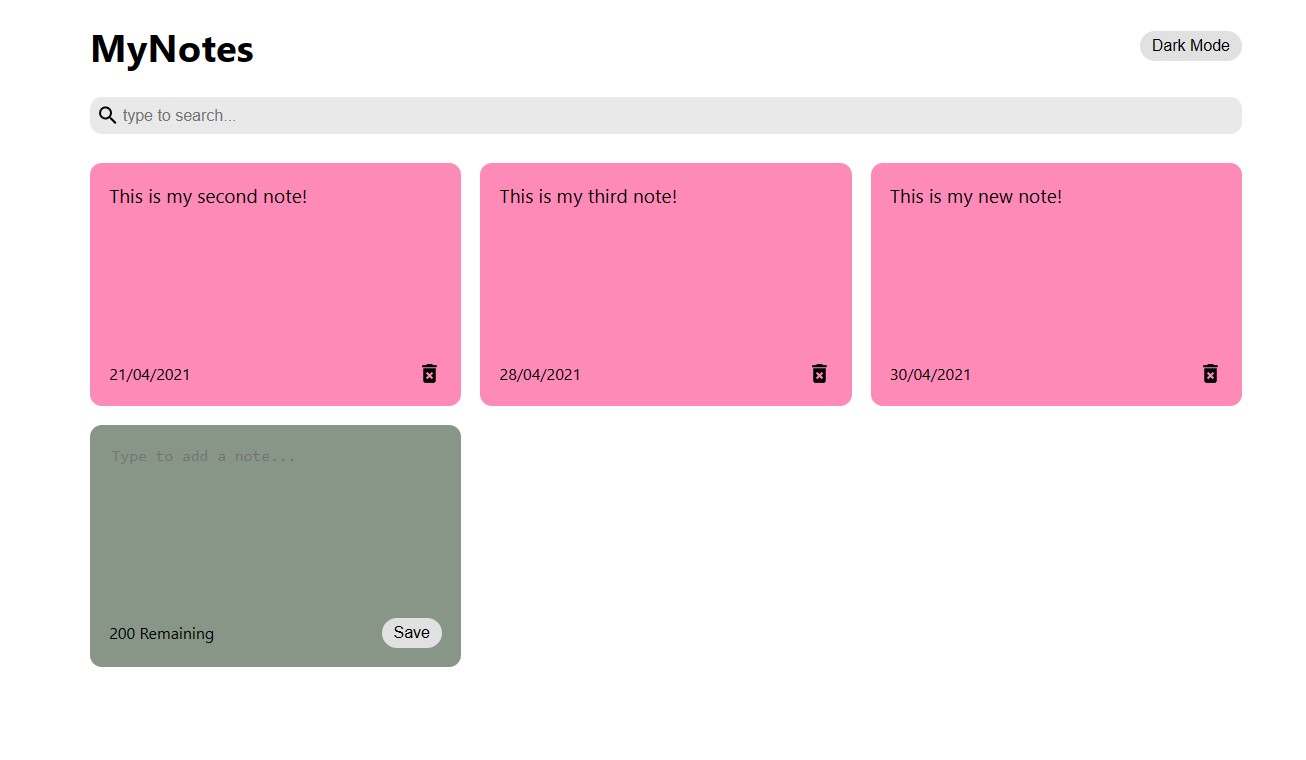 MyNotes
Dark Mode
type to search...
This is my second note!
This is my third note!
This is my new note!
21/04/2021
28/04/2021
30/04/2021
Type to add a note...
200 Remaining
Save